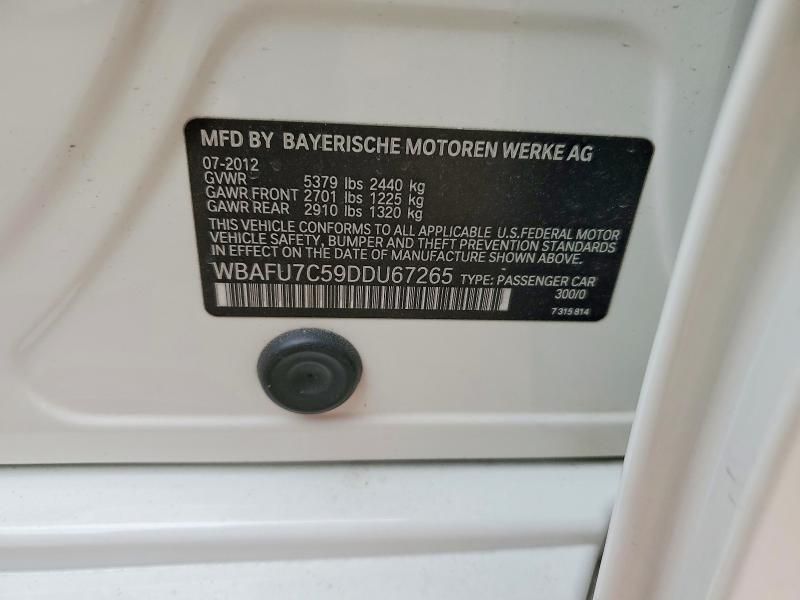 MFD BY BAYERISCHE MOTOREN WERKE AG
07-2012
GVWR 5379 lbs 2440 kg
GAWR FRONT 2701 lbs 1225 kg
GAWR REAR 2910 lbs 1320 kg
THIS VEHICLE CONFORMS TO ALL APPLICABLE U.S.FEDERAL MOTOR
VEHICLE SAFETY, BUMPER AND THEFT PREVENTION STANDARDS
IN EFFECT ON THE DATE OF MANUFACTURE SHOWN ABOVE.
WBAFU7C59DDU67265 TYPE: PASSENGER CAR
300/0
7 315 814